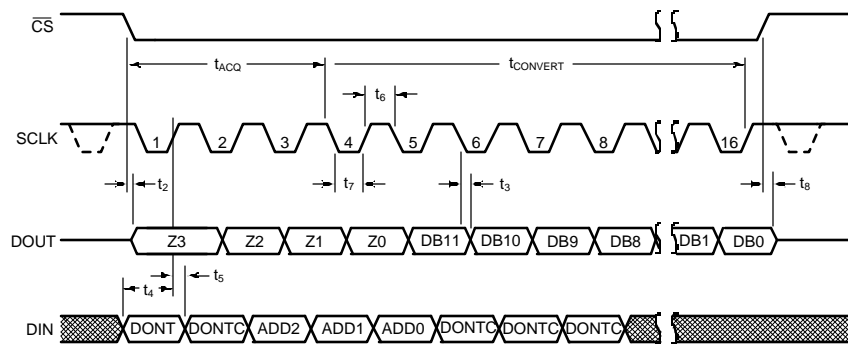 CS
tACQ
tCONVERT
t6
SCLK
1 2 3 4 5 6 7 8 16
t2
t7
t3
t8
DOUT
Z3 Z2 Z1 Z0 DB11 DB10 DB9 DB8 DB1 DB0
t4
t5
DIN
DONT DONTC ADD2 ADD1 ADD0 DONTC DONTC DONTC